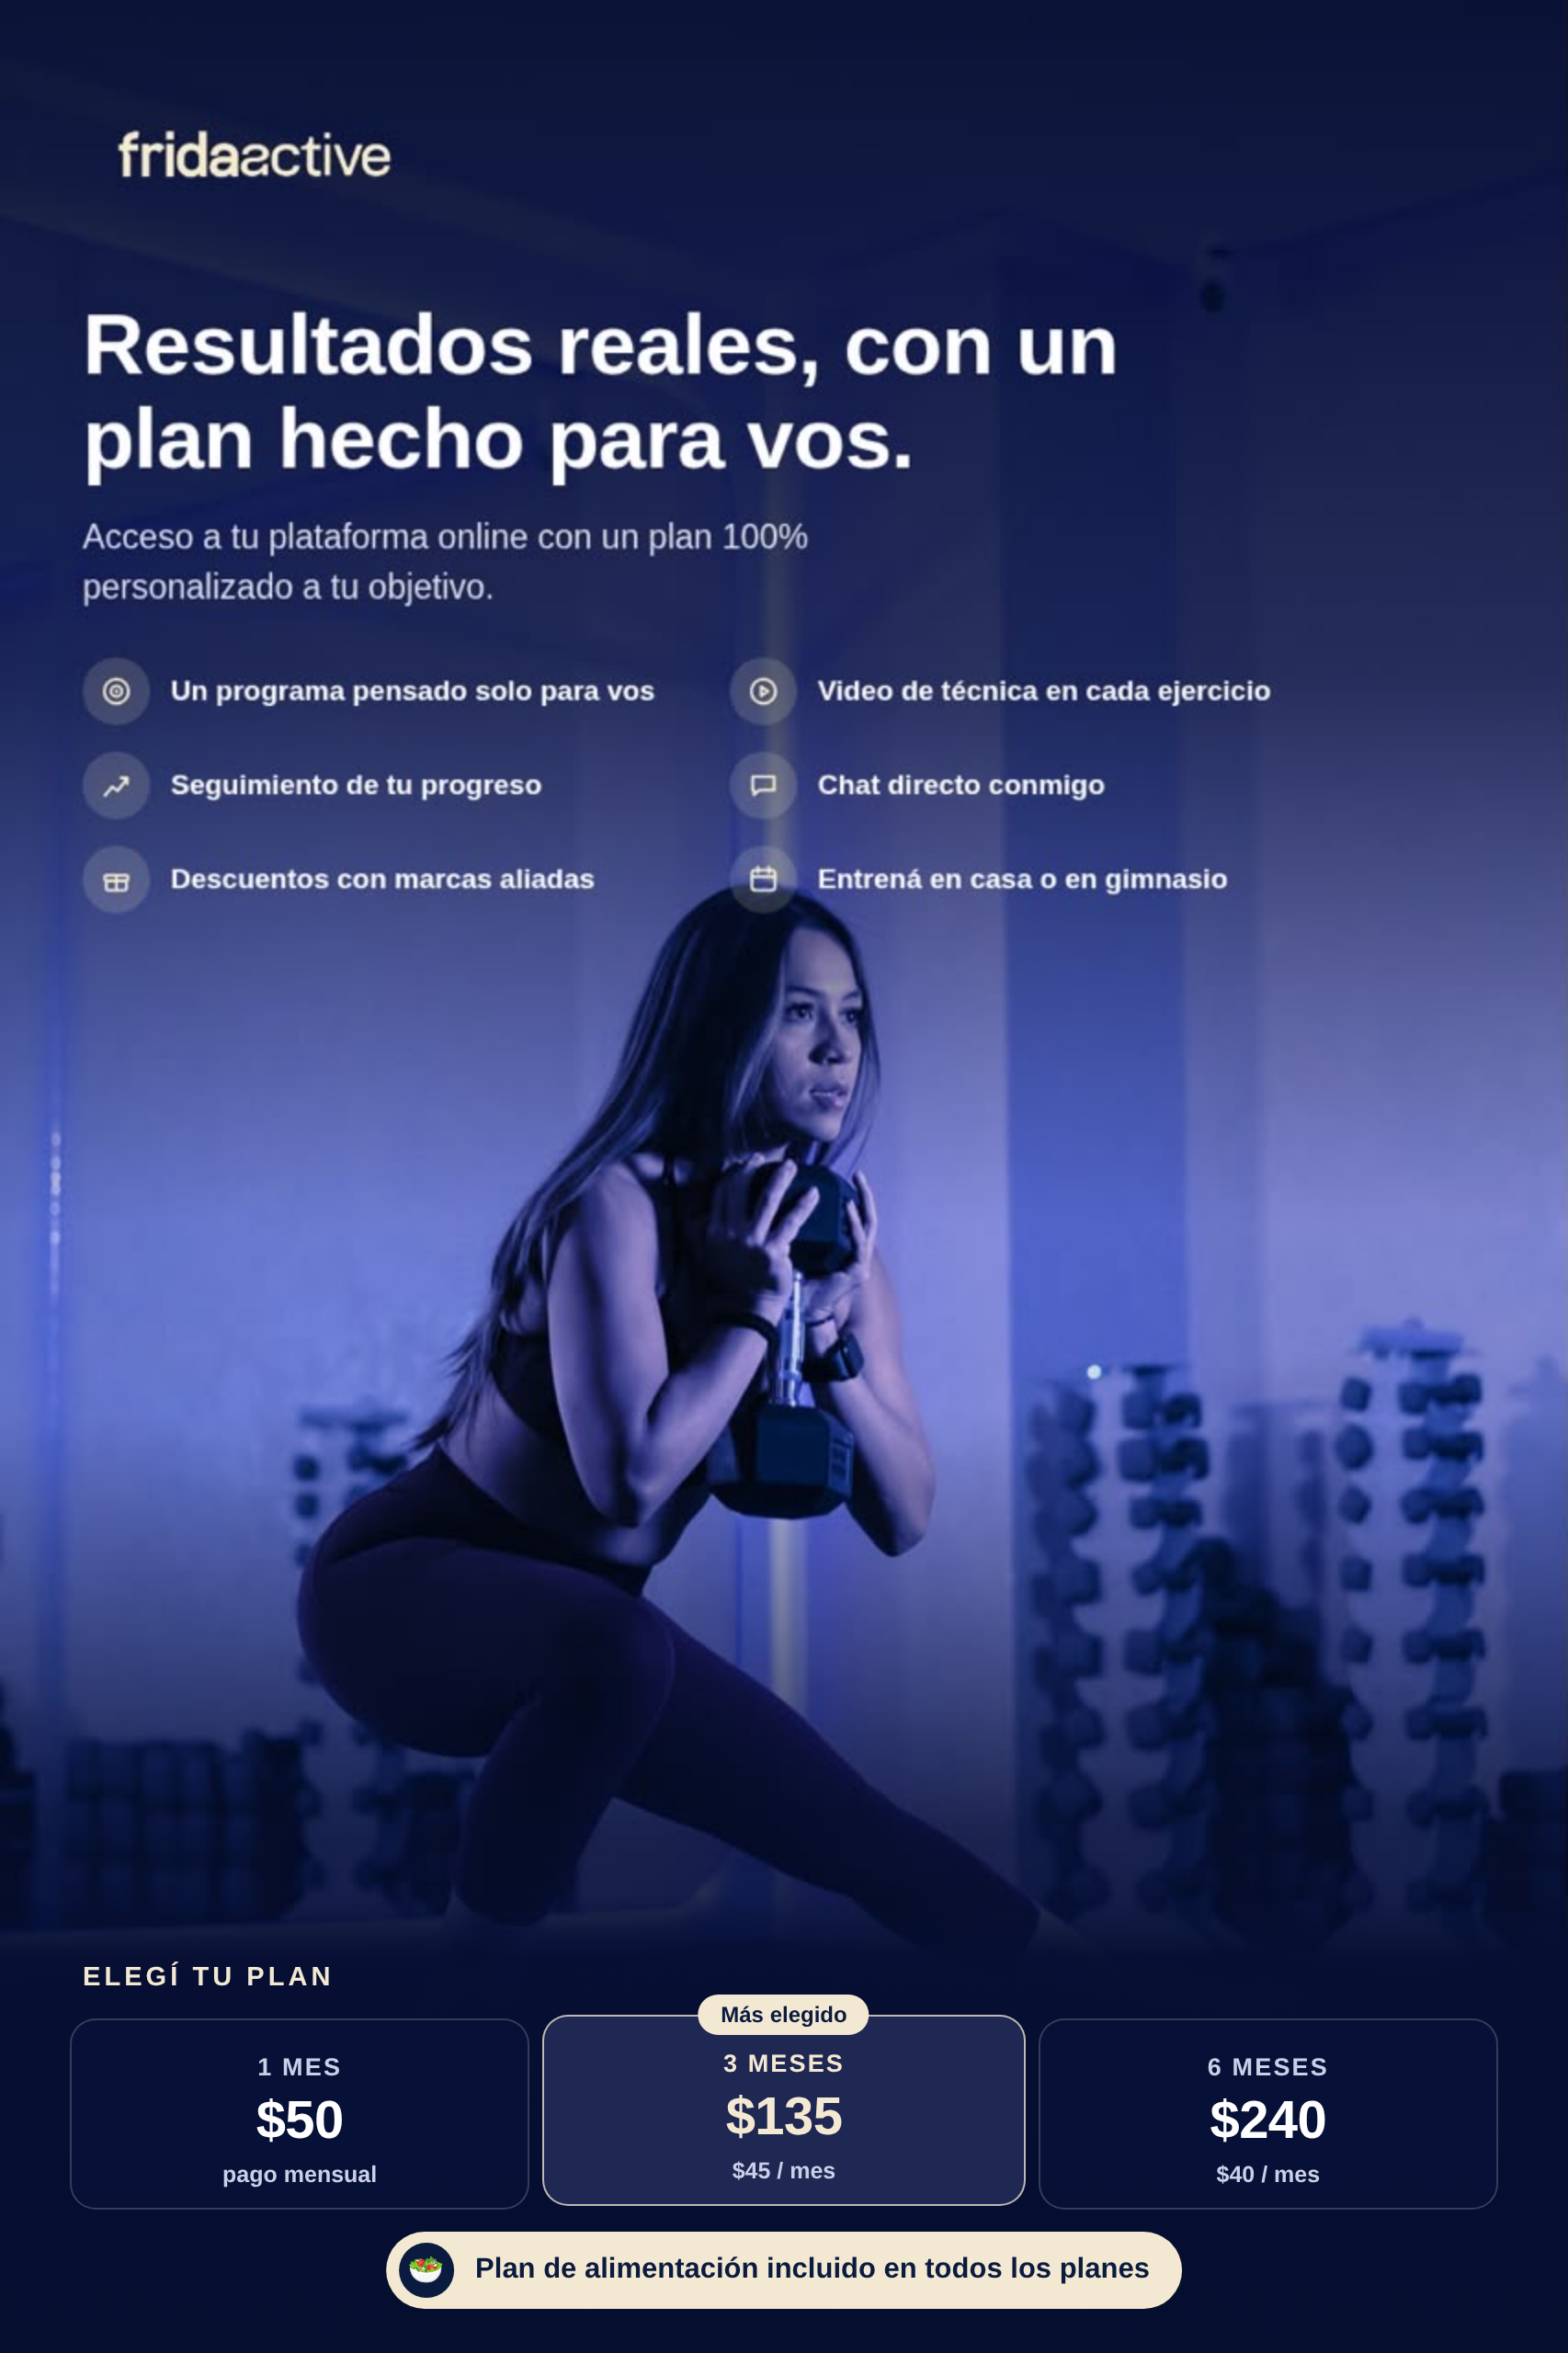 fridaactive
Resultados reales, con un
plan hecho para vos.
Acceso a tu plataforma online con un plan 100%
personalizado a tu objetivo.
Un programa pensado solo para vos
Video de técnica en cada ejercicio
Seguimiento de tu progreso
Chat directo conmigo
Descuentos con marcas aliadas
Entrená en casa o en gimnasio
ELEGÍ TU PLAN
1 MES
$50
pago mensual
Más elegido
3 MESES
$135
$45 / mes
6 MESES
$240
$40 / mes
Plan de alimentación incluido en todos los planes